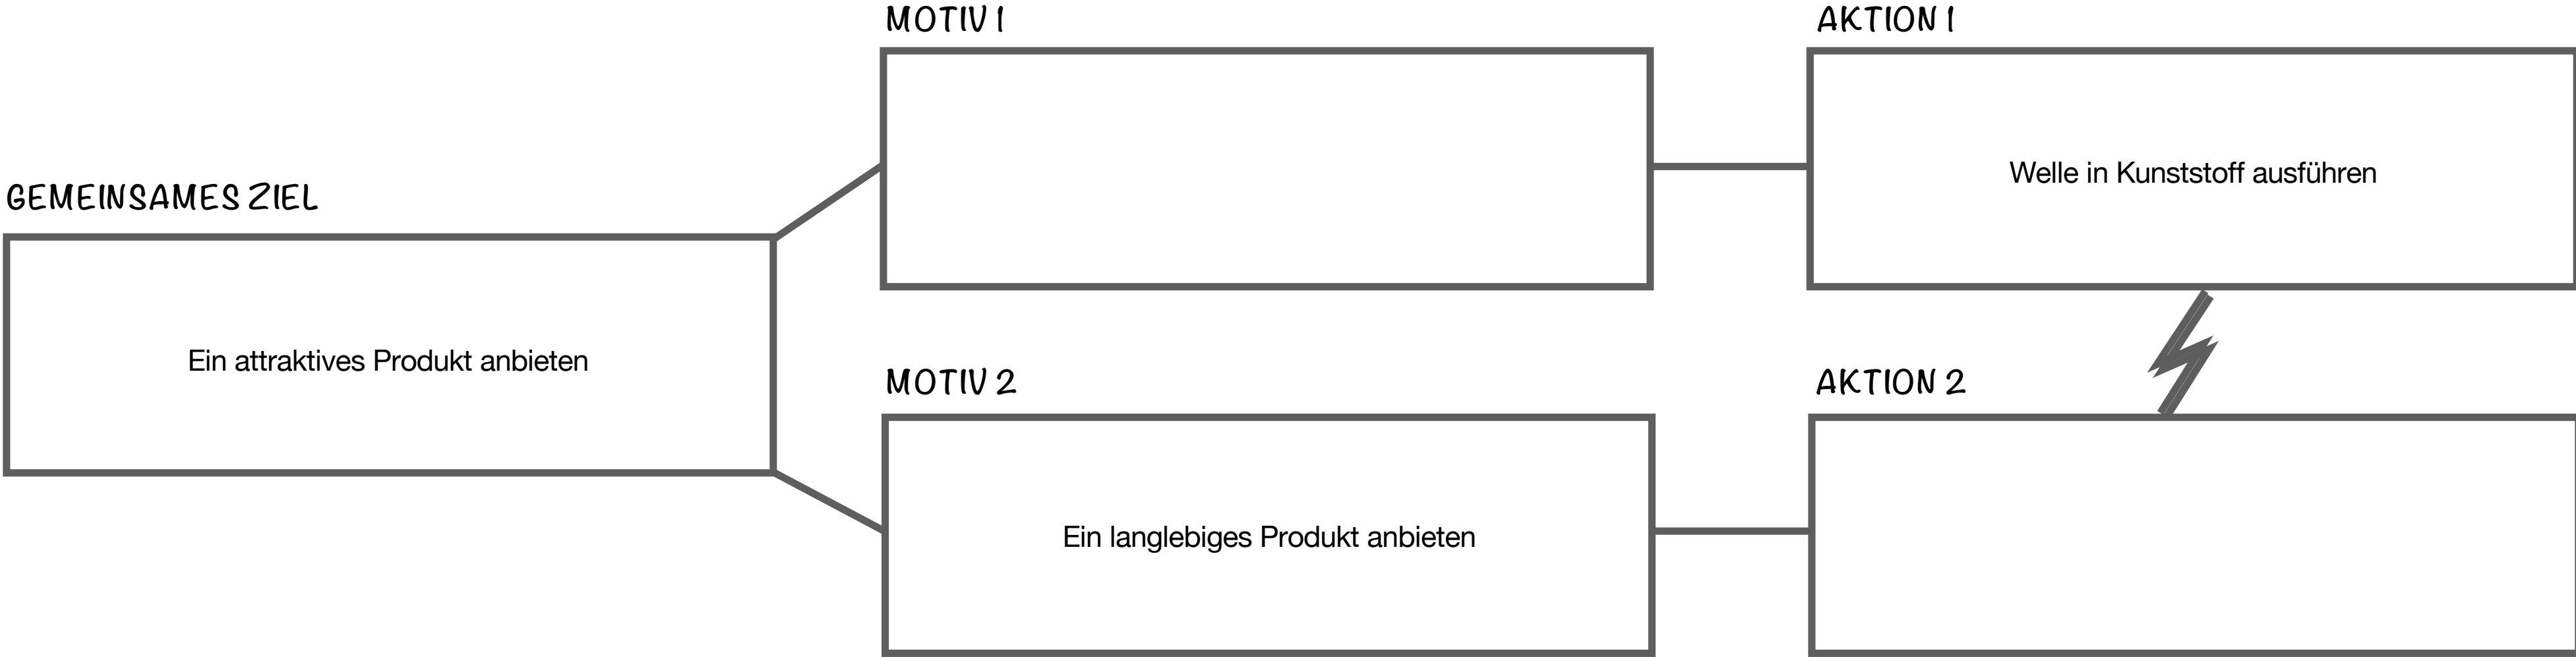 MOTIV 1
AKTION 1
Welle in Kunststoff ausführen
GEMEINSAMES ZIEL
Ein attraktives Produkt anbieten
MOTIV 2
AKTION 2
Ein langlebiges Produkt anbieten